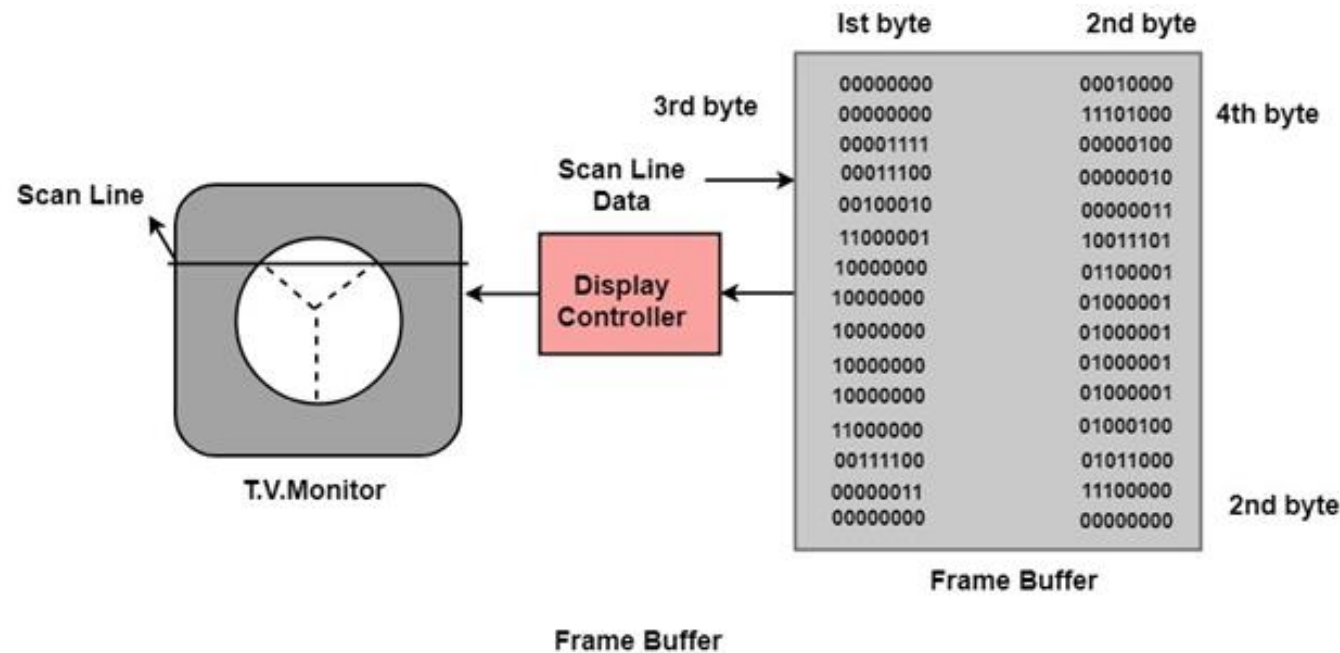 Ist byte 2nd byte
00000000 00010000
3rd byte 00000000 11101000 4th byte
00001111 00000100
Scan Line
Data
00011100 00000010
Scan Line
00100010 00000011
11000001 10011101
10000000 01100001
Display
Controller
10000000 01000001
10000000 01000001
10000000 01000001
10000000 01000001
11000000 01000100
00111100 01011000
T.V.Monitor
00000011 11100000 2nd byte
00000000 00000000
Frame Buffer
Frame Buffer